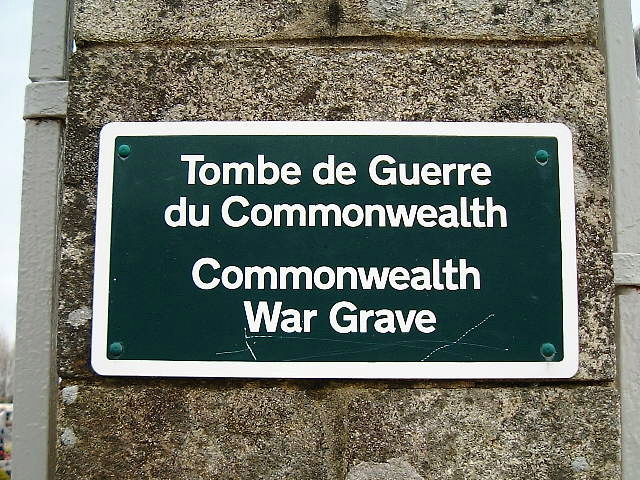 Tombe de Guerre
du Commonwealth
Commonwealth
War Grave